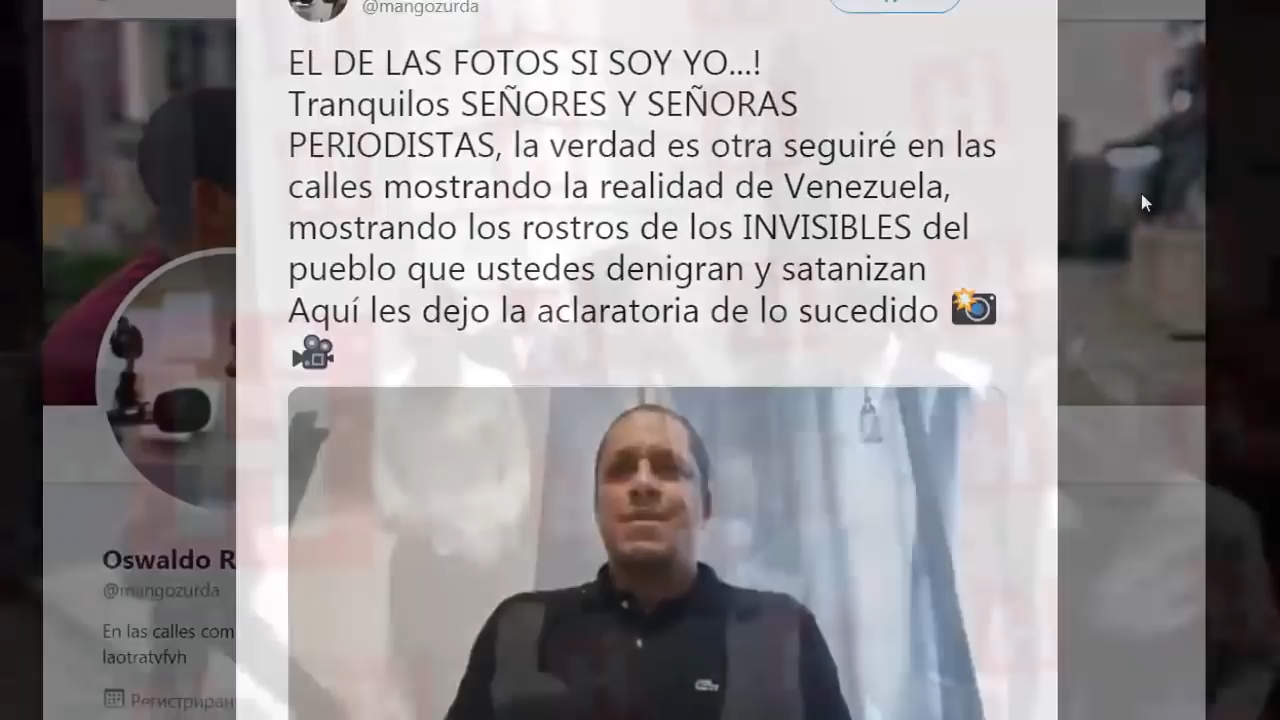 @mangozurda
EL DE LAS FOTOS SI SOY YO...!
Tranquilos SEÑORES Y SEÑORAS
PERIODISTAS, la verdad es otra seguiré en las
calles mostrando la realidad de Venezuela,
mostrando los rostros de los INVISIBLES del
pueblo que ustedes denigran y satanizan
Aquí les dejo la aclaratoria de lo sucedido
Oswaldo R
@mangozurda
En las calles com
laotratvfvh
Регистриран